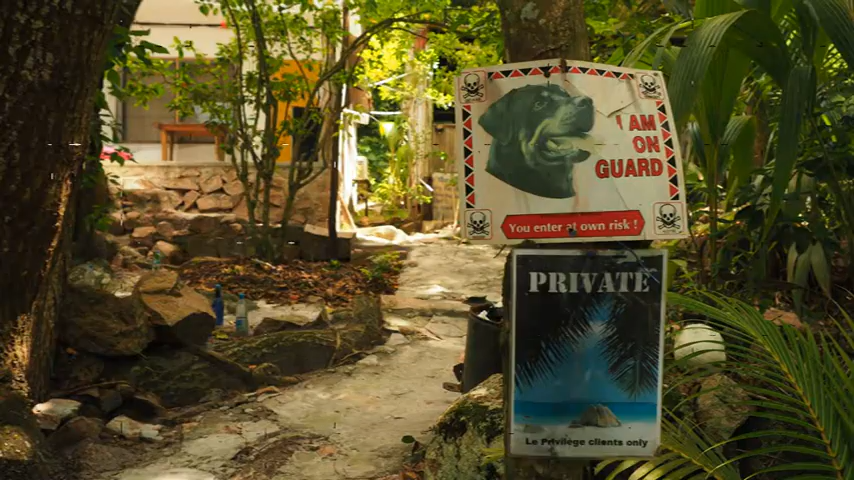 I AM
ON
GUARD
You enter at own risk !
PRIVATE
Le Privilege clients only